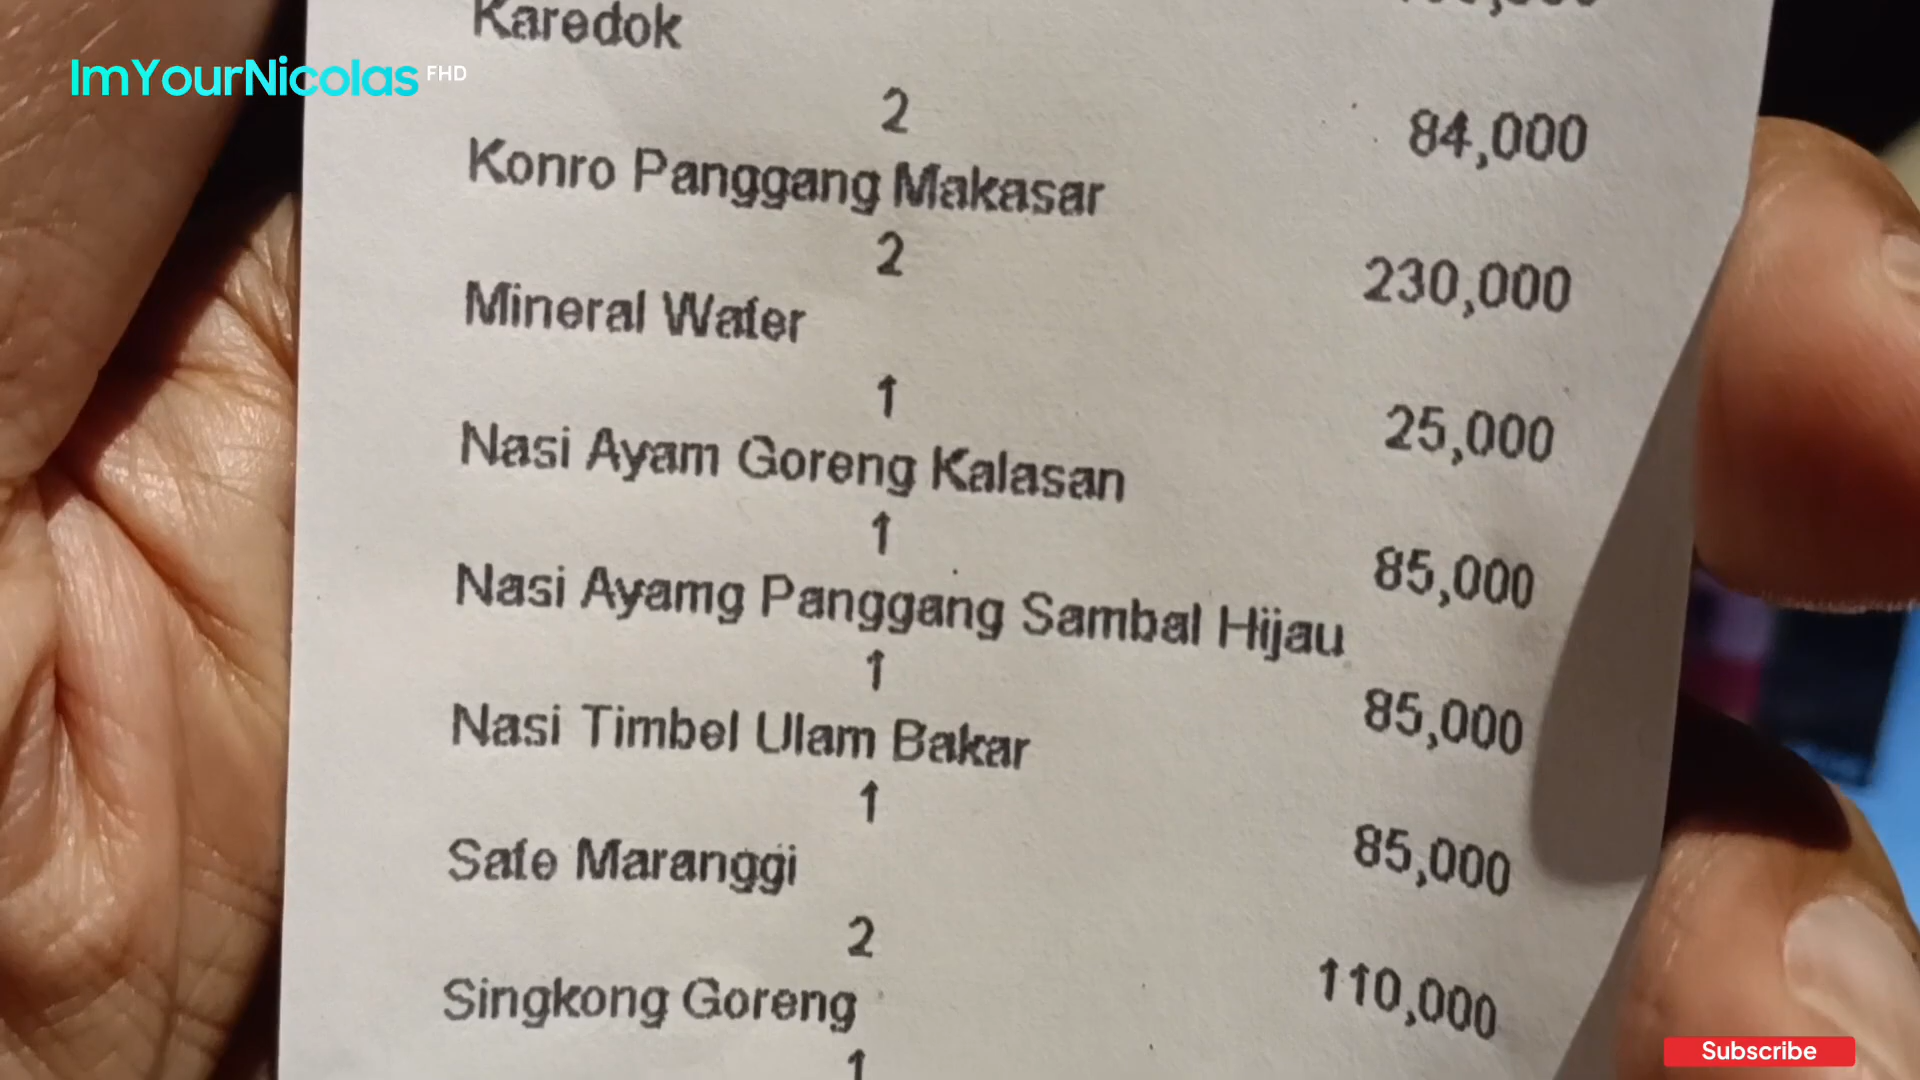 Karedok
ImYourNicolas FHD
2 84,000
Konro Panggang Makasar
2 230,000
Mineral Water
1 25,000
Nasi Ayam Goreng Kalasan
1 85,000
Nasi Ayamg Panggang Sambal Hijau
1 85,000
Nasi Timbel Ulam Bakar
1 85,000
Sate Maranggi
2 110,000
Singkong Goreng
1
Subscribe